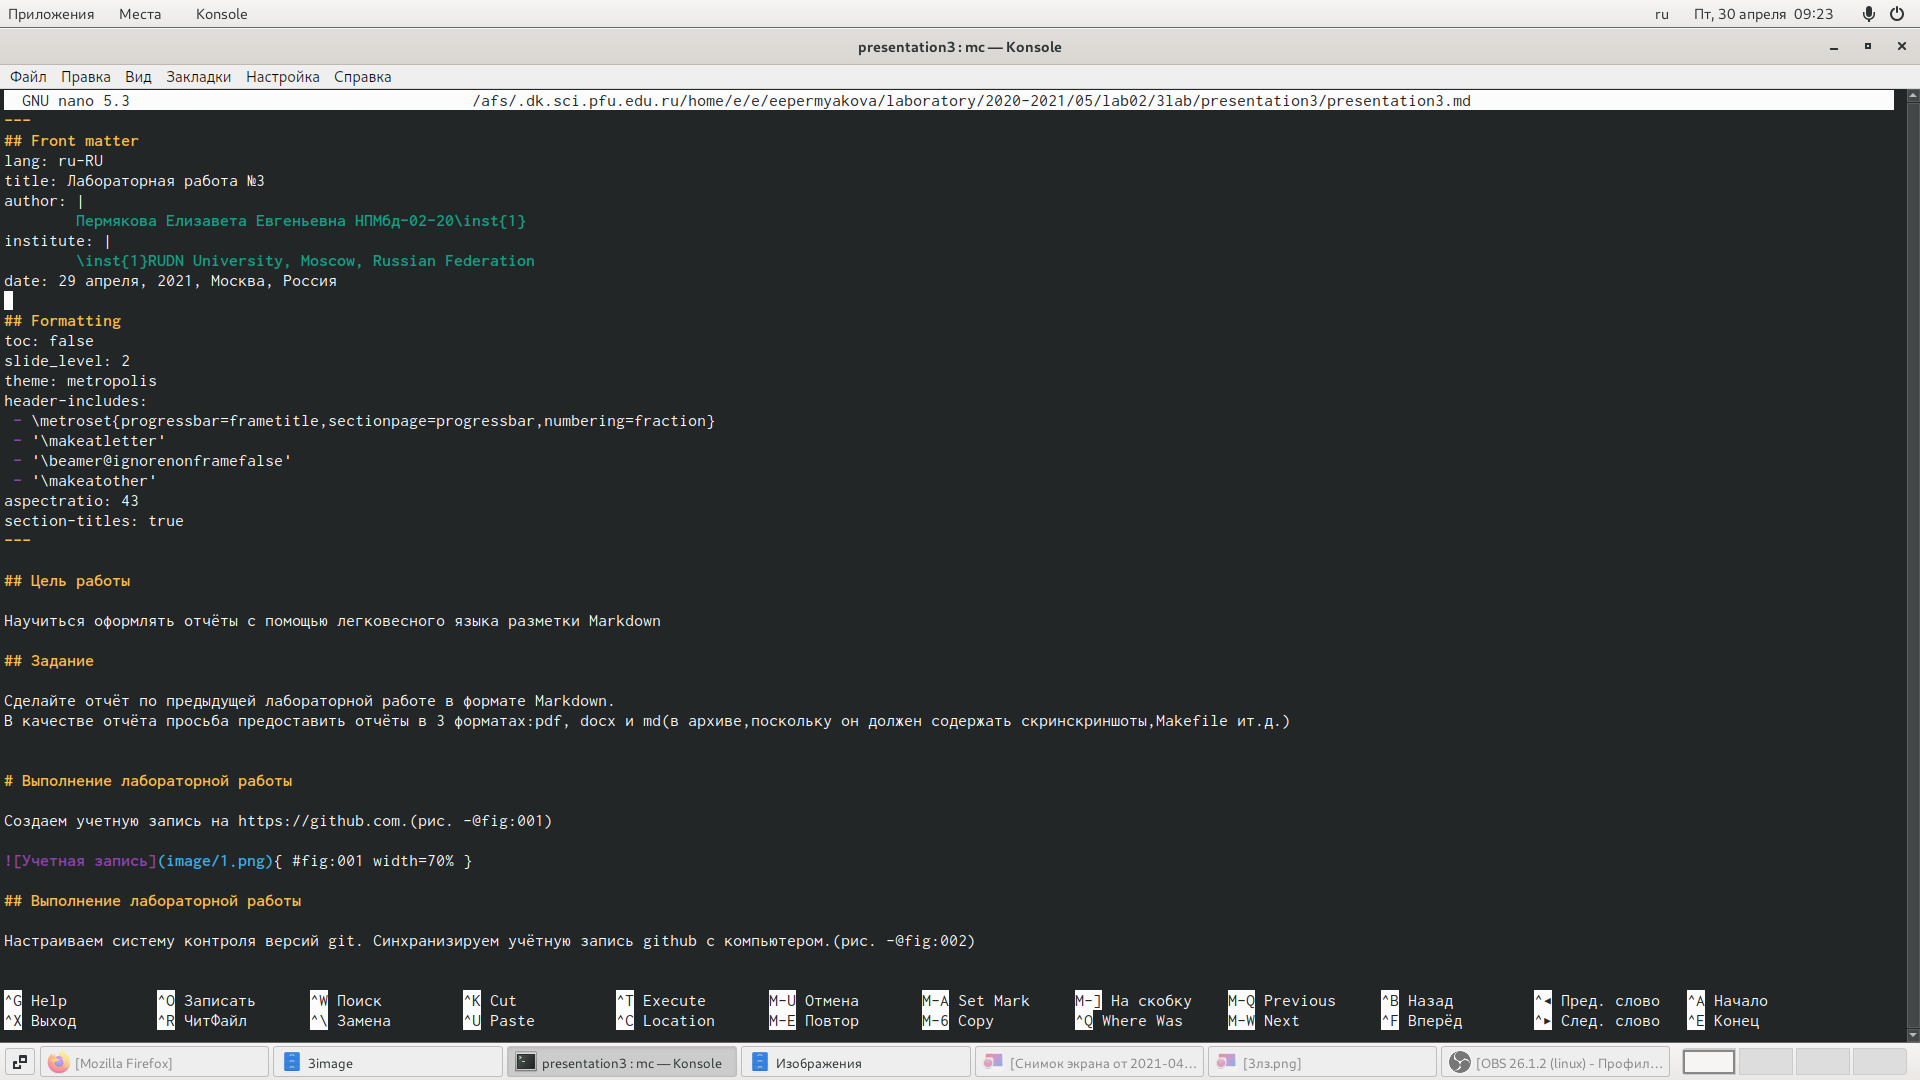 Приложения Места Konsole ru Пт, 30 апреля 09:23
presentation3 : mc — Konsole
Файл Правка Вид Закладки Настройка Справка
GNU nano 5.3 /afs/.dk.sci.pfu.edu.ru/home/e/e/eepermyakova/laboratory/2020-2021/05/lab02/3lab/presentation3/presentation3.md
---
## Front matter
lang: ru-RU
title: Лабораторная работа №3
author: |
Пермякова Елизавета Евгеньевна НПМбд-02-20\inst{1}
institute: |
\inst{1}RUDN University, Moscow, Russian Federation
date: 29 апреля, 2021, Москва, Россия
## Formatting
toc: false
slide_level: 2
theme: metropolis
header-includes:
- \metroset{progressbar=frametitle,sectionpage=progressbar,numbering=fraction}
- '\makeatletter'
- '\beamer@ignorenonframefalse'
- '\makeatother'
aspectratio: 43
section-titles: true
---
## Цель работы
Научиться оформлять отчёты с помощью легковесного языка разметки Markdown
## Задание
Сделайте отчёт по предыдущей лабораторной работе в формате Markdown.
В качестве отчёта просьба предоставить отчёты в 3 форматах:pdf, docx и md(в архиве,поскольку он должен содержать скринскриншоты,Makefile ит.д.)
# Выполнение лабораторной работы
Создаем учетную запись на https://github.com.(рис. -@fig:001)
![Учетная запись](image/1.png){ #fig:001 width=70% }
## Выполнение лабораторной работы
Настраиваем систему контроля версий git. Синхранизируем учётную запись github с компьютером.(рис. -@fig:002)
^G Help ^O Записать ^W Поиск ^K Cut ^T Execute M-U Отмена M-A Set Mark M-] На скобку M-Q Previous ^B Назад ^◂ Пред. слово ^A Начало
^X Выход ^R ЧитФайл ^\ Замена ^U Paste ^C Location M-E Повтор M-6 Copy ^Q Where Was M-W Next ^F Вперёд ^▸ След. слово ^E Конец
[Mozilla Firefox] 3image presentation3 : mc — Konsole Изображения [Снимок экрана от 2021-04... [3лз.png] [OBS 26.1.2 (linux) - Профил...